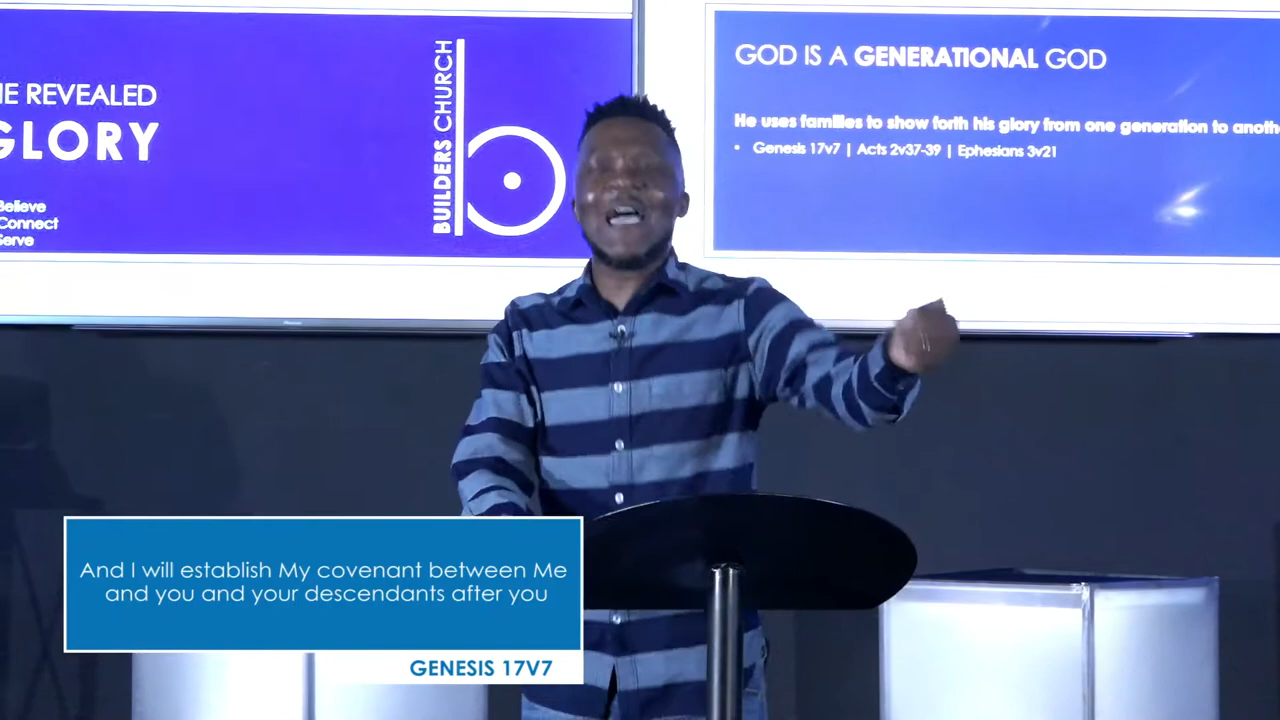 E REVEALED
GLORY
Believe
Connect
Serve
BUILDERS CHURCH
GOD IS A GENERATIONAL GOD
He uses families to show forth his glory from one generation to anoth
• Genesis 17v7 | Acts 2v37-39 | Ephesians 3v21
And I will establish My covenant between Me
and you and your descendants after you
GENESIS 17V7